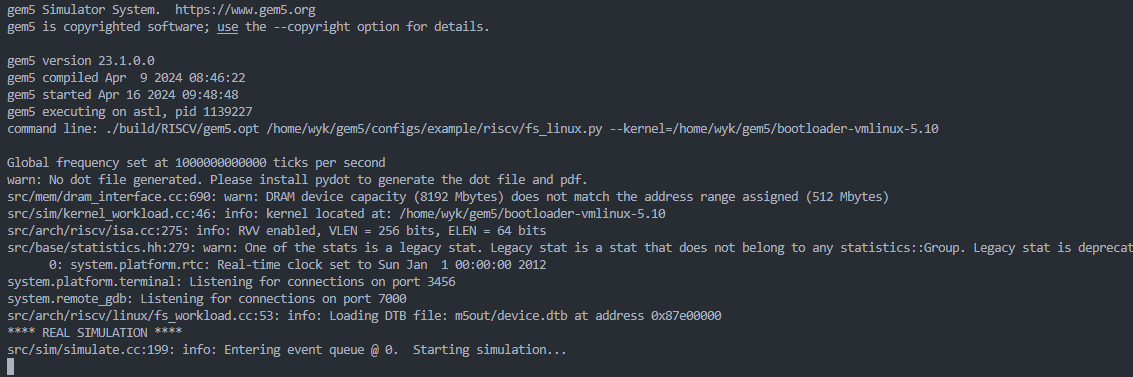 gem5 Simulator System.  https://www.gem5.org
gem5 is copyrighted software; use the --copyright option for details.

gem5 version 23.1.0.0
gem5 compiled Apr  9 2024 08:46:22
gem5 started Apr 16 2024 09:48:48
gem5 executing on astl, pid 1139227
command line: ./build/RISCV/gem5.opt /home/wyk/gem5/configs/example/riscv/fs_linux.py --kernel=/home/wyk/gem5/bootloader-vmlinux-5.10

Global frequency set at 1000000000000 ticks per second
warn: No dot file generated. Please install pydot to generate the dot file and pdf.
src/mem/dram_interface.cc:690: warn: DRAM device capacity (8192 Mbytes) does not match the address range assigned (512 Mbytes)
src/sim/kernel_workload.cc:46: info: kernel located at: /home/wyk/gem5/bootloader-vmlinux-5.10
src/arch/riscv/isa.cc:275: info: RVV enabled, VLEN = 256 bits, ELEN = 64 bits
src/base/statistics.hh:279: warn: One of the stats is a legacy stat. Legacy stat is a stat that does not belong to any statistics::Group. Legacy stat is deprecat
      0: system.platform.rtc: Real-time clock set to Sun Jan  1 00:00:00 2012
system.platform.terminal: Listening for connections on port 3456
system.remote_gdb: Listening for connections on port 7000
src/arch/riscv/linux/fs_workload.cc:53: info: Loading DTB file: m5out/device.dtb at address 0x87e00000
**** REAL SIMULATION ****
src/sim/simulate.cc:199: info: Entering event queue @ 0.  Starting simulation...